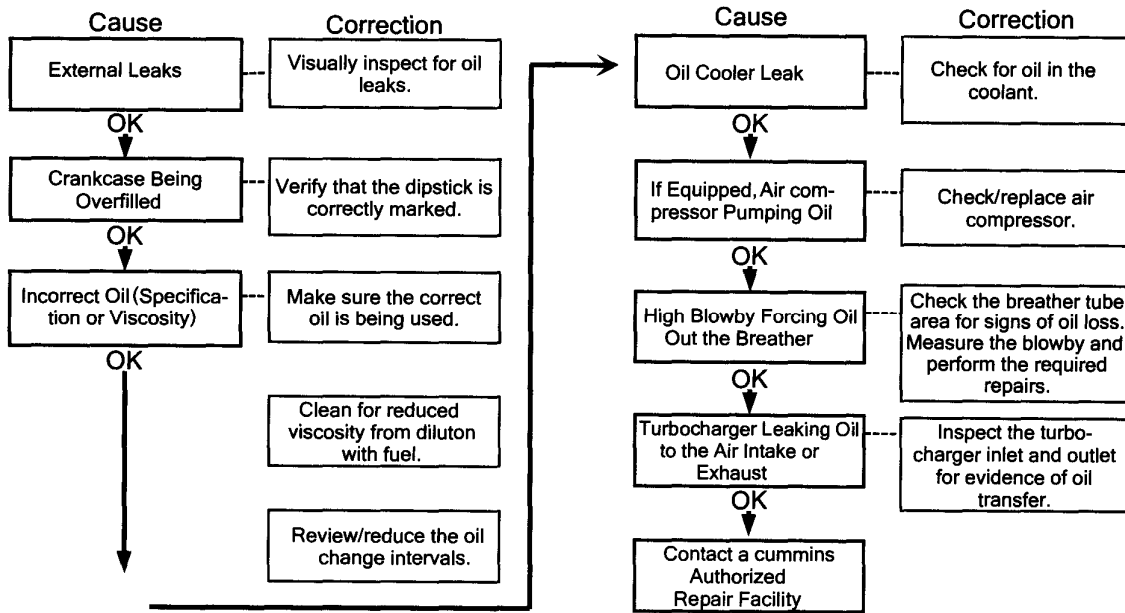 Cause
Correction
External Leaks
Visually inspect for oil
leaks.
OK
Crankcase Being
Overfilled
Verify that the dipstick is
correctly marked.
OK
Incorrect Oil (Specifica-
tion or Viscosity)
Make sure the correct
oil is being used.
OK
Clean for reduced
viscosity from diluton
with fuel.
Review/reduce the oil
change intervals.
Cause
Correction
Oil Cooler Leak
Check for oil in the
coolant.
OK
If Equipped, Air com-
pressor Pumping Oil
Check/replace air
compressor.
OK
High Blowby Forcing Oil
Out the Breather
Check the breather tube
area for signs of oil loss.
Measure the blowby and
perform the required
repairs.
OK
Turbocharger Leaking Oil
to the Air Intake or
Exhaust
Inspect the turbo-
charger inlet and outlet
for evidence of oil
transfer.
OK
Contact a cummins
Authorized
Repair Facility